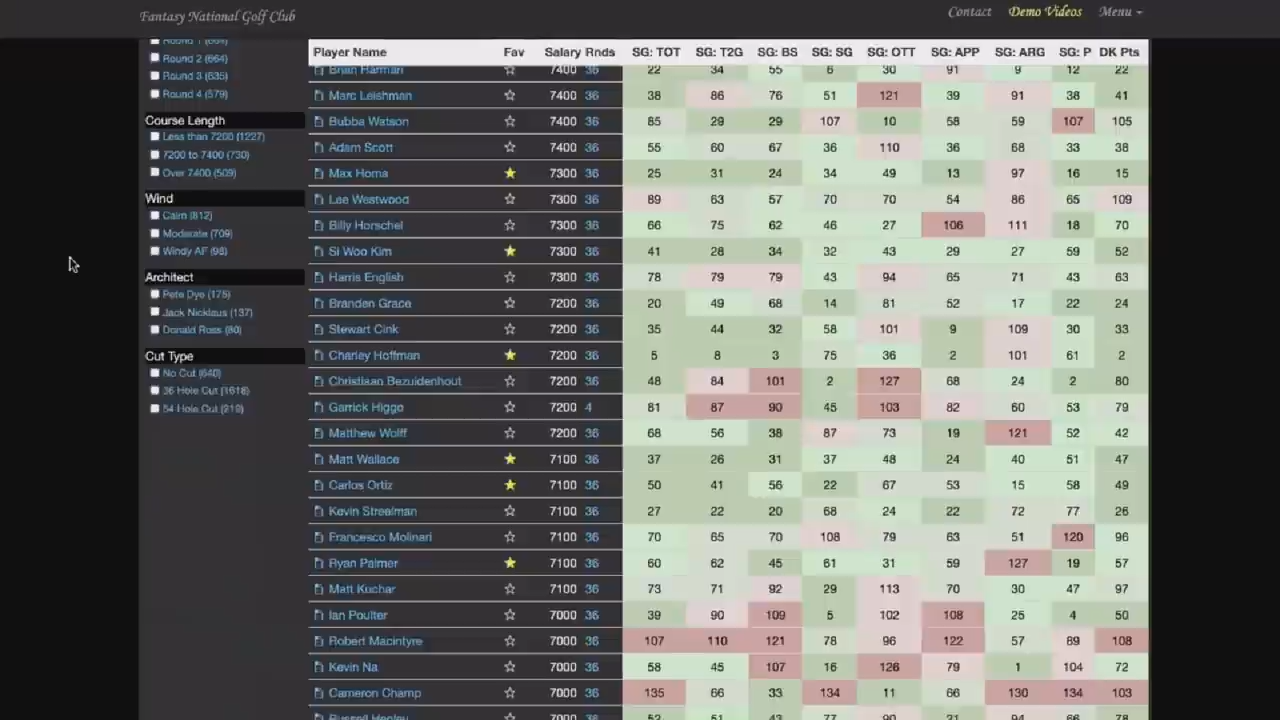 Fantasy National Golf Club
Contact Demo Videos Menu
Round 2 (664)
Round 3 (635)
Round 4 (579)
Course Length
Less than 7200 (1227)
7200 to 7400 (730)
Over 7400 (509)
Wind
Calm (812)
Moderate (709)
Windy AF (98)
Architect
Pete Dye (175)
Jack Nicklaus (137)
Donald Ross (80)
Cut Type
No Cut (640)
36 Hole Cut (1618)
54 Hole Cut (219)
Player Name Fav Salary Rnds SG: TOT SG: T2G SG: BS SG: SG SG: OTT SG: APP SG: ARG SG: P DK Pts
Brian Harman 7400 36 22 34 55 6 30 91 9 12 22
Marc Leishman 7400 36 38 86 76 51 121 39 91 38 41
Bubba Watson 7400 36 85 29 29 107 10 58 59 107 105
Adam Scott 7400 36 55 60 67 36 110 36 68 33 38
Max Homa 7300 36 25 31 24 34 49 13 97 16 15
Lee Westwood 7300 36 89 63 57 70 70 54 86 65 109
Billy Horschel 7300 36 66 75 62 46 27 106 111 18 70
Si Woo Kim 7300 36 41 28 34 32 43 29 27 59 52
Harris English 7300 36 78 79 79 43 94 65 71 43 63
Branden Grace 7200 36 20 49 68 14 81 52 17 22 24
Stewart Cink 7200 36 35 44 32 58 101 9 109 30 33
Charley Hoffman 7200 36 5 8 3 75 36 2 101 61 2
Christiaan Bezuidenhout 7200 36 48 84 101 2 127 68 24 2 80
Garrick Higgo 7200 4 81 87 90 45 103 82 60 53 79
Matthew Wolff 7200 36 68 56 38 87 73 19 121 52 42
Matt Wallace 7100 36 37 26 31 37 48 24 40 51 47
Carlos Ortiz 7100 36 50 41 56 22 67 53 15 58 49
Kevin Streelman 7100 36 27 22 20 68 24 22 72 77 26
Francesco Molinari 7100 36 70 65 70 108 79 63 51 120 96
Ryan Palmer 7100 36 60 62 45 61 31 59 127 19 57
Matt Kuchar 7100 36 73 71 92 29 113 70 30 47 97
Ian Poulter 7000 36 39 90 109 5 102 108 25 4 50
Robert Macintyre 7000 36 107 110 121 78 96 122 57 89 108
Kevin Na 7000 36 58 45 107 16 126 79 1 104 72
Cameron Champ 7000 36 135 66 33 134 11 66 130 134 103